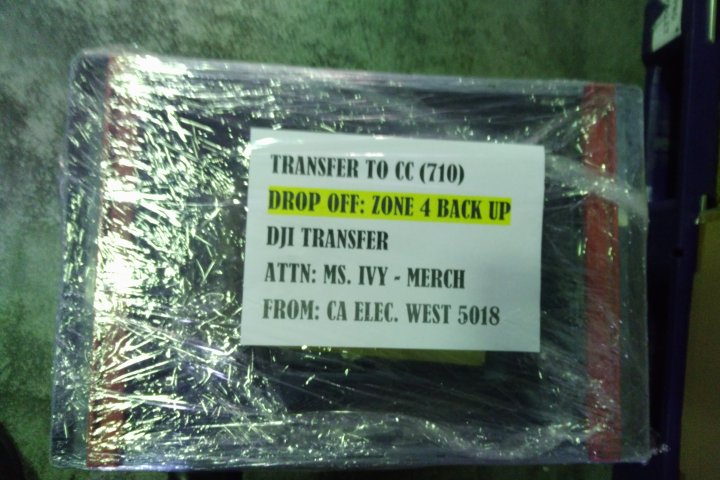 TRANSFER TO CC (710)
DROP OFF: ZONE 4 BACK UP
DJI TRANSFER
ATTN: MS. IVY - MERCH
FROM: CA ELEC. WEST 5018